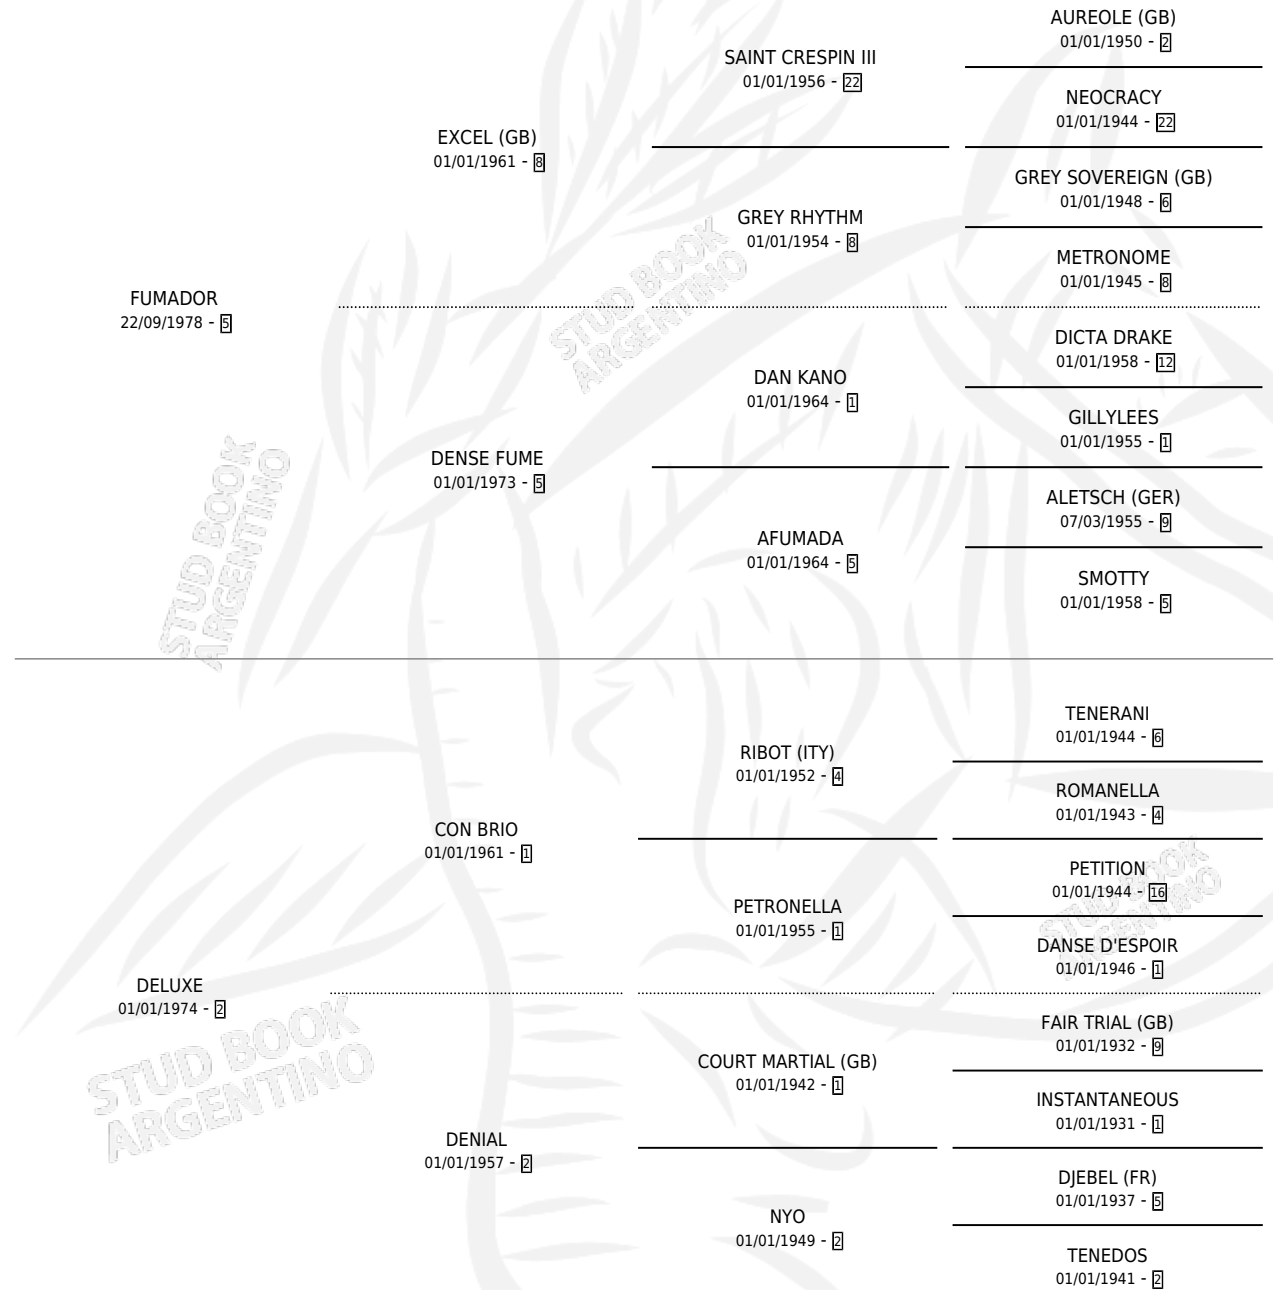 AUREOLE (GB)
01/01/1950 - 2
SAINT CRESPIN III
01/01/1956 - 22
NEOCRACY
01/01/1944 - 22
EXCEL (GB)
01/01/1961 - 8
GREY SOVEREIGN (GB)
01/01/1948 - 6
GREY RHYTHM
01/01/1954 - 8
METRONOME
01/01/1945 - 8
FUMADOR
22/09/1978 - 5
DICTA DRAKE
01/01/1958 - 12
DAN KANO
01/01/1964 - 1
GILLYLEES
01/01/1955 - 1
DENSE FUME
01/01/1973 - 5
ALETSCH (GER)
07/03/1955 - 9
AFUMADA
01/01/1964 - 5
SMOTTY
01/01/1958 - 5
STUD BOOK
ARGENTINO
STUD BOOK
ARGENTINO
TENERANI
01/01/1944 - 6
RIBOT (ITY)
01/01/1952 - 4
ROMANELLA
01/01/1943 - 4
CON BRIO
01/01/1961 - 1
PETITION
01/01/1944 - 16
PETRONELLA
01/01/1955 - 1
DANSE D'ESPOIR
01/01/1946 - 1
STUD BOOK
ARGENTINO
DELUXE
01/01/1974 - 2
FAIR TRIAL (GB)
01/01/1932 - 9
COURT MARTIAL (GB)
01/01/1942 - 1
INSTANTANEOUS
01/01/1931 - 1
DENIAL
01/01/1957 - 2
DJEBEL (FR)
01/01/1937 - 5
NYO
01/01/1949 - 2
TENEDOS
01/01/1941 - 2
STUD BOOK
ARGENTINO